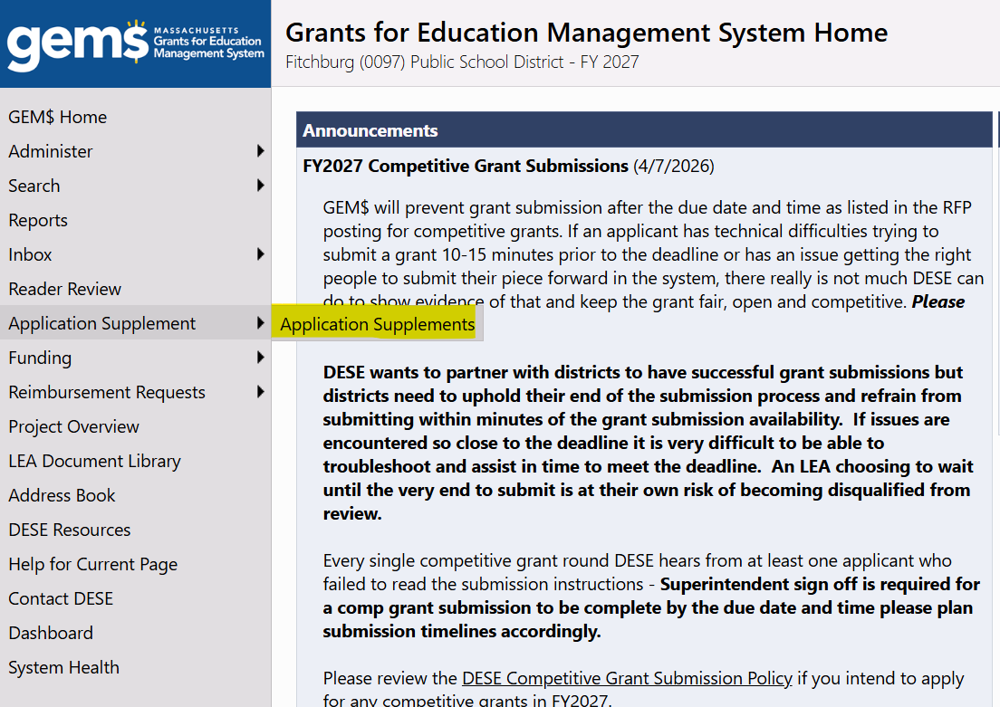 gem$ MASSACHUSETTS
Grants for Education
Management System
Grants for Education Management System Home
Fitchburg (0097) Public School District - FY 2027
GEM$ Home
Administer
Search
Reports
Inbox
Reader Review
Application Supplement
Application Supplements
Funding
Reimbursement Requests
Project Overview
LEA Document Library
Address Book
DESE Resources
Help for Current Page
Contact DESE
Dashboard
System Health
Announcements
FY2027 Competitive Grant Submissions (4/7/2026)
GEM$ will prevent grant submission after the due date and time as listed in the RFP
posting for competitive grants. If an applicant has technical difficulties trying to
submit a grant 10-15 minutes prior to the deadline or has an issue getting the right
people to submit their piece forward in the system, there really is not much DESE can
do to show evidence of that and keep the grant fair, open and competitive. Please
DESE wants to partner with districts to have successful grant submissions but
districts need to uphold their end of the submission process and refrain from
submitting within minutes of the grant submission availability. If issues are
encountered so close to the deadline it is very difficult to be able to
troubleshoot and assist in time to meet the deadline. An LEA choosing to wait
until the very end to submit is at their own risk of becoming disqualified from
review.
Every single competitive grant round DESE hears from at least one applicant who
failed to read the submission instructions - Superintendent sign off is required for
a comp grant submission to be complete by the due date and time please plan
submission timelines accordingly.
Please review the DESE Competitive Grant Submission Policy if you intend to apply
for any competitive grants in FY2027.